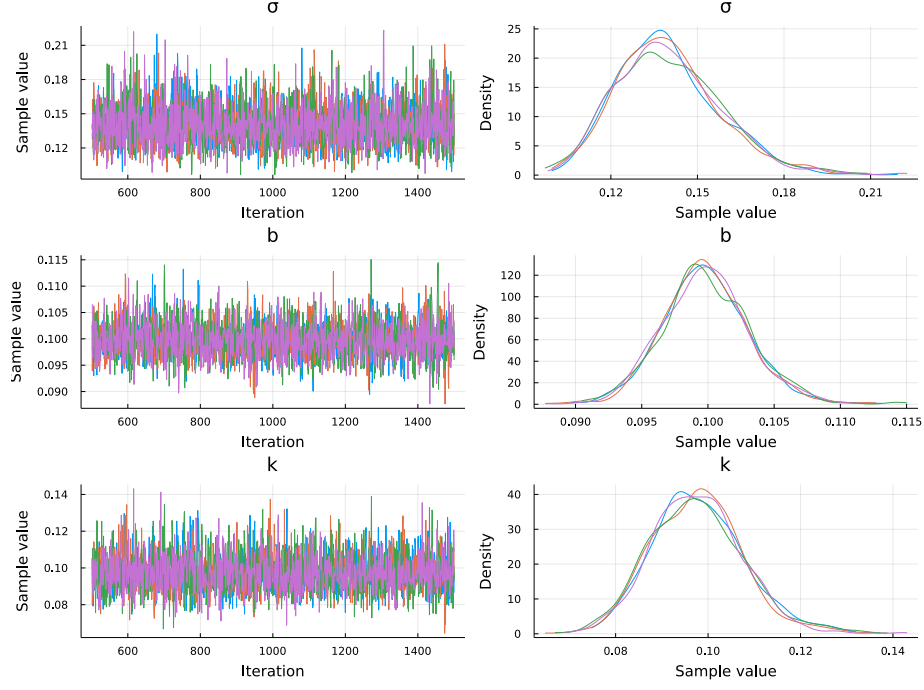 σ
Sample value
0.21
0.18
0.15
0.12
600 800 1000 1200 1400
Iteration
σ
Density
25
20
15
10
5
0
0.12 0.15 0.18 0.21
Sample value
b
Sample value
0.115
0.110
0.105
0.100
0.095
0.090
600 800 1000 1200 1400
Iteration
b
Density
120
100
80
60
40
20
0
0.090 0.095 0.100 0.105 0.110 0.115
Sample value
k
Sample value
0.14
0.12
0.10
0.08
600 800 1000 1200 1400
Iteration
k
Density
40
30
20
10
0
0.08 0.10 0.12 0.14
Sample value